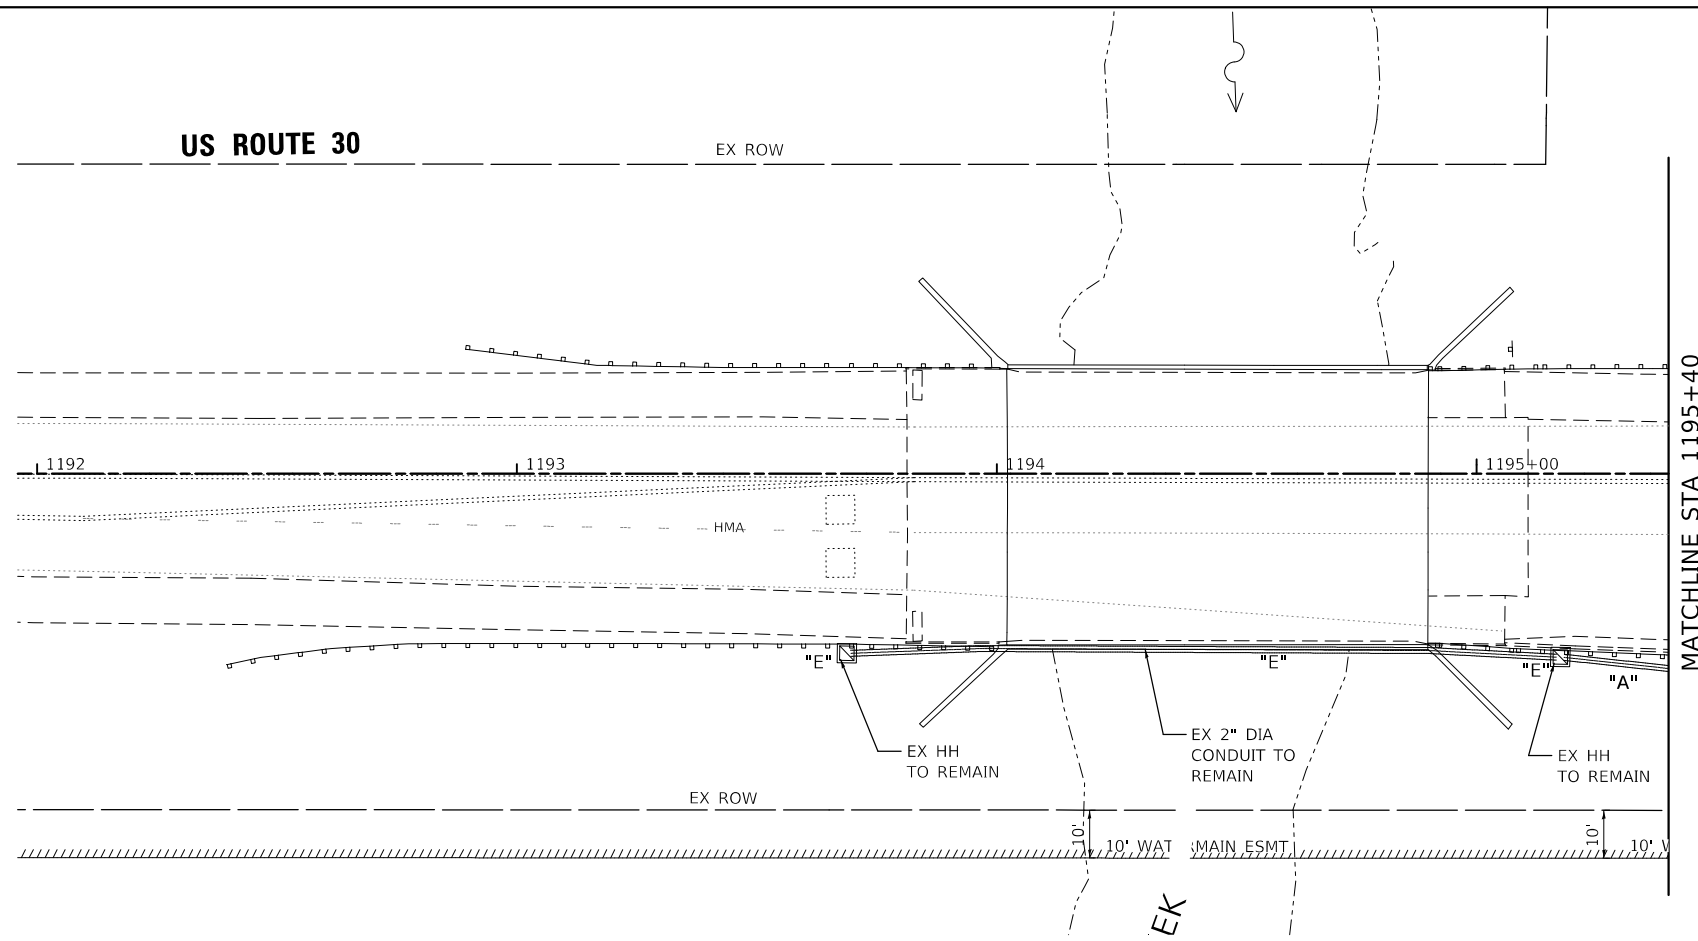 US ROUTE 30
EX ROW
1192
1193
1194
1195+00
MATCHLINE STA 1195+40
HMA
"E"
"E"
"E"
"A"
EX HH
TO REMAIN
EX 2" DIA
CONDUIT TO
REMAIN
EX HH
TO REMAIN
EX ROW
10'
10' WAT MAIN ESMT
10'
10' W
EK